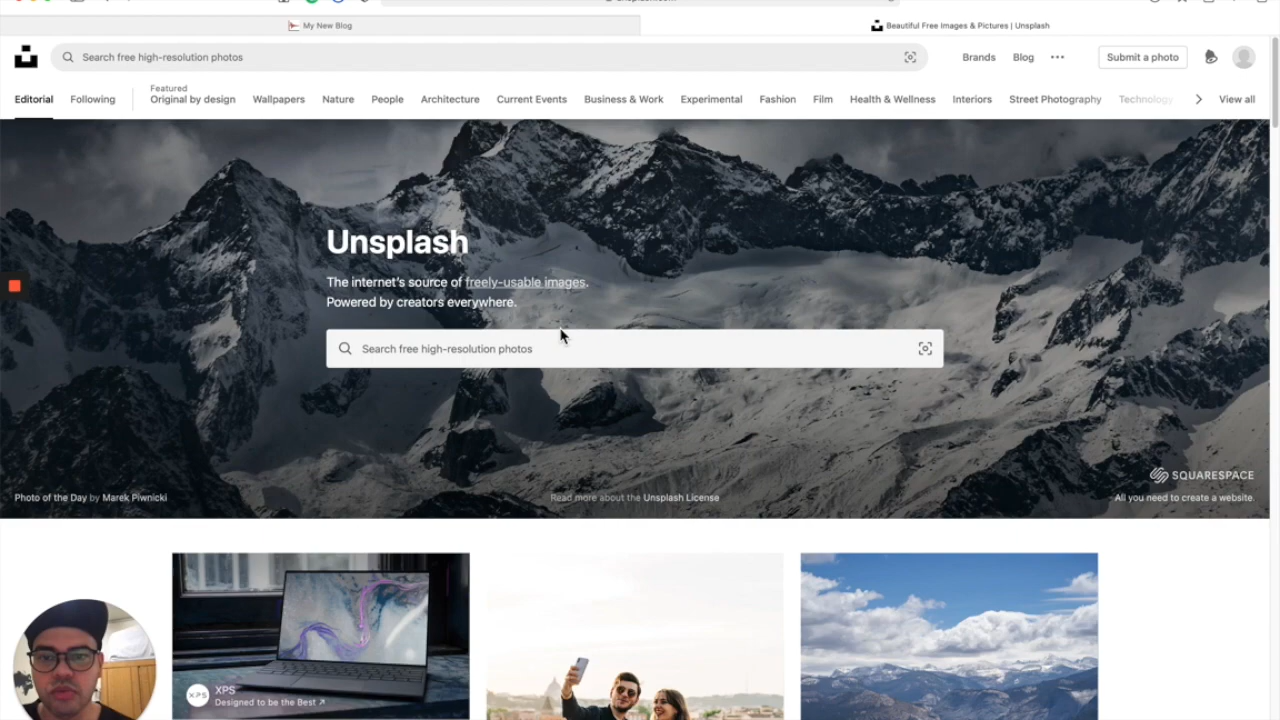 My New Blog
Beautiful Free Images & Pictures | Unsplash
Search free high-resolution photos
Brands
Blog
Submit a photo
Editorial
Following
Featured
Original by design
Wallpapers
Nature
People
Architecture
Current Events
Business & Work
Experimental
Fashion
Film
Health & Wellness
Interiors
Street Photography
Technology
View all
Unsplash
The internet's source of freely-usable images.
Powered by creators everywhere.
Search free high-resolution photos
SQUARESPACE
Photo of the Day by Marek Piwnicki
Read more about the Unsplash License
All you need to create a website.
XPS
XPS
Designed to be the Best ↗